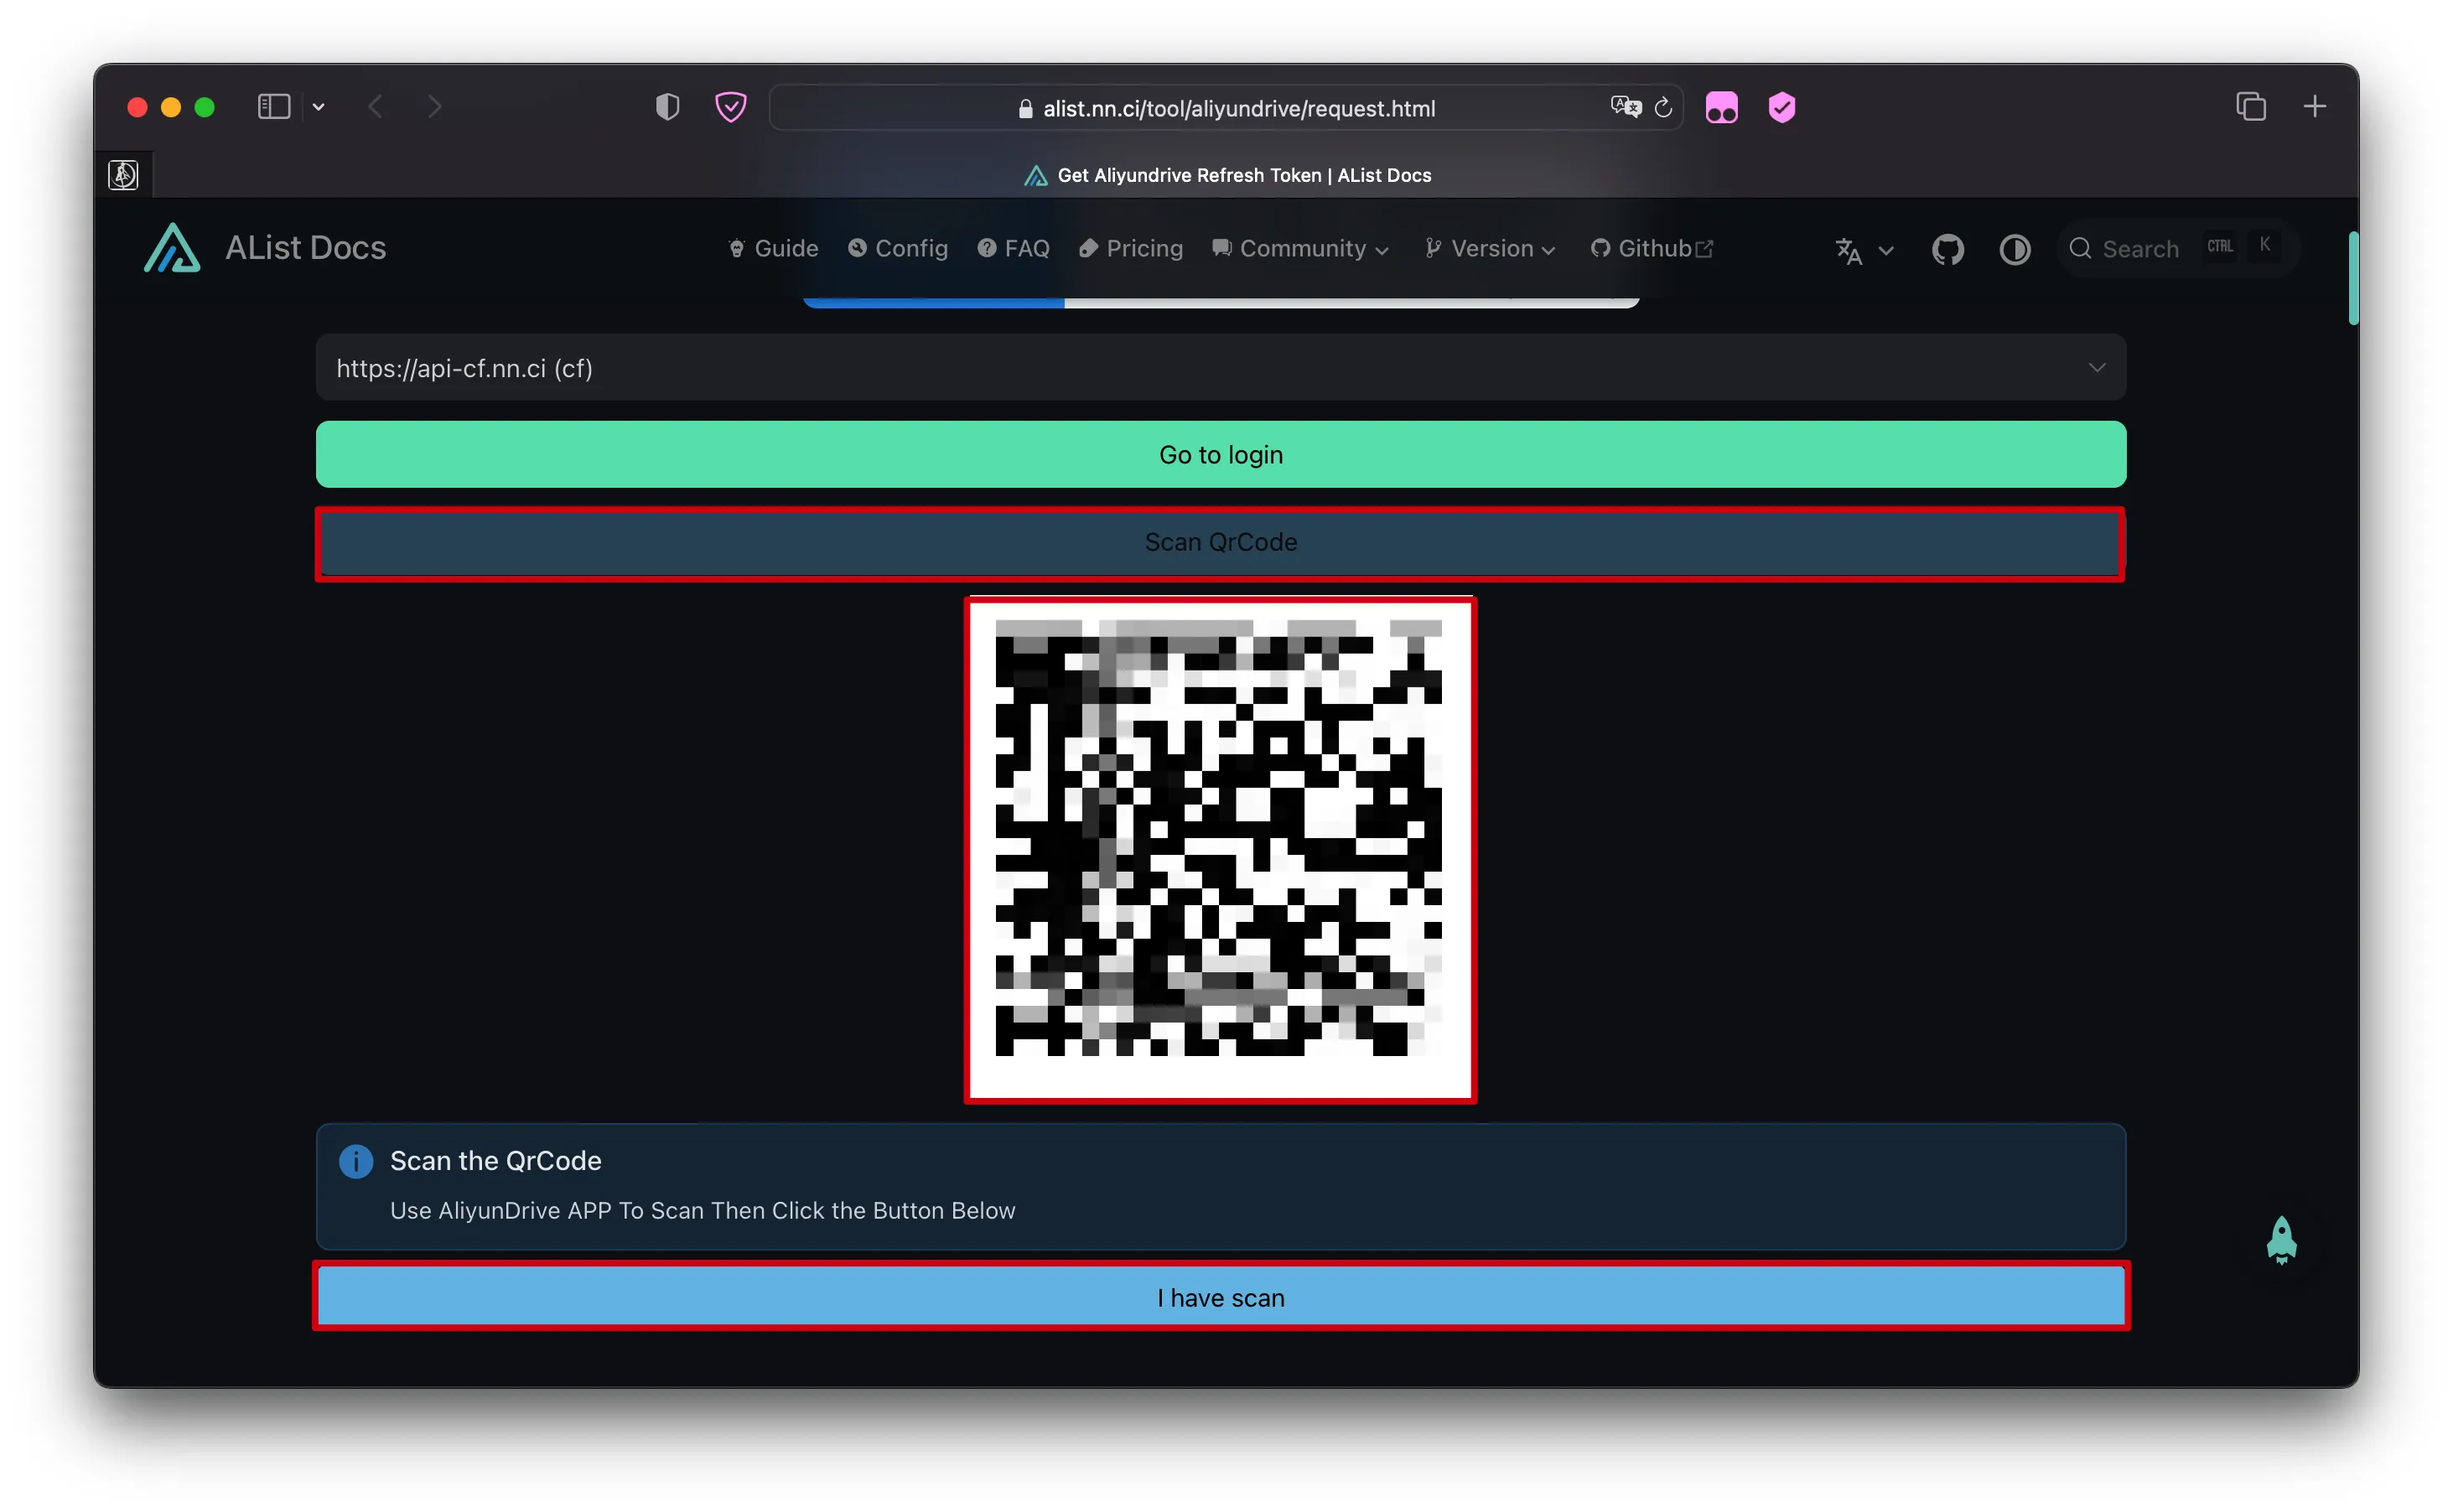 alist.nn.ci/tool/aliyundrive/request.html
Get Aliyundrive Refresh Token | AList Docs
AList Docs Guide Config FAQ Pricing Community Version Github Search CTRL K
https://api-cf.nn.ci (cf)
Go to login
Scan QrCode
Scan the QrCode
Use AliyunDrive APP To Scan Then Click the Button Below
I have scan